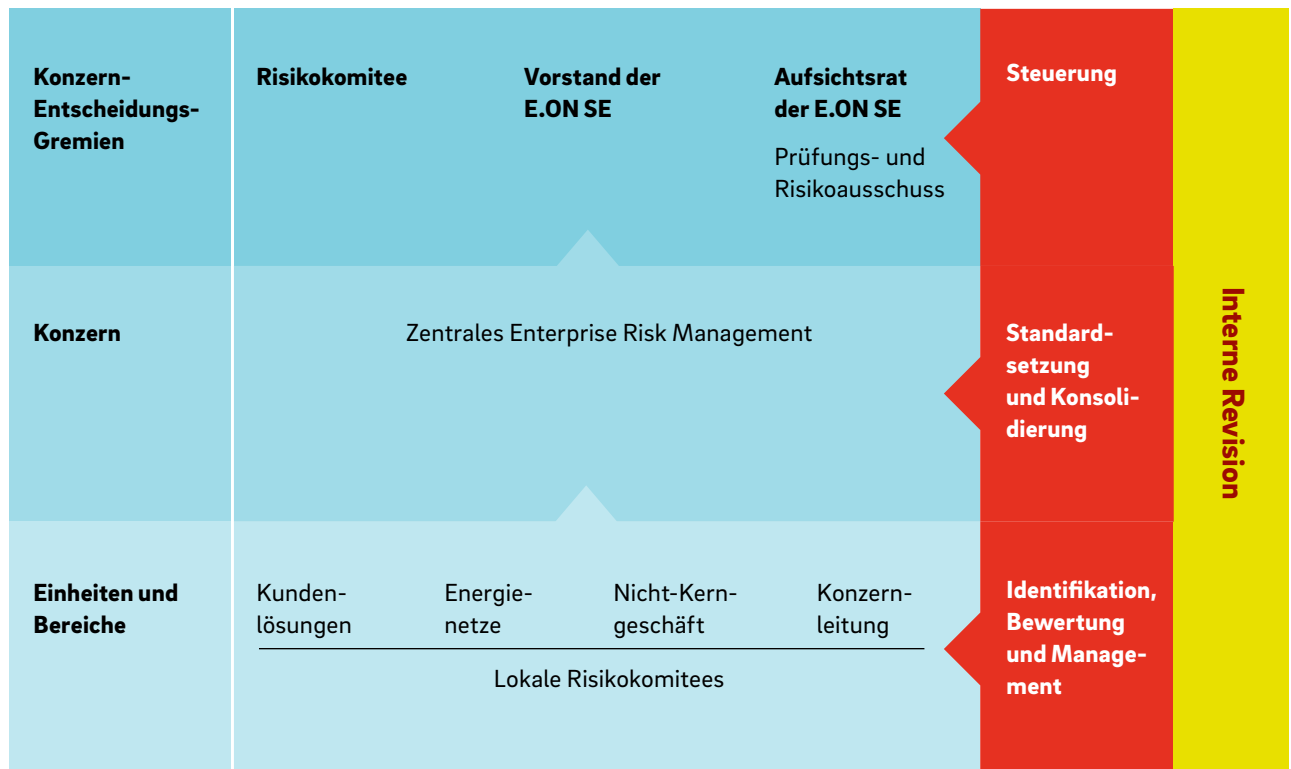 Konzern-
Entscheidungs-
Gremien
Risikokomitee
Vorstand der
E.ON SE
Aufsichtsrat
der E.ON SE
Prüfungs- und
Risikoausschuss
Steuerung
Konzern
Zentrales Enterprise Risk Management
Standard-
setzung
und Konsoli-
dierung
Einheiten und
Bereiche
Kunden-
lösungen
Energie-
netze
Nicht-Kern-
geschäft
Konzern-
leitung
Lokale Risikokomitees
Identifikation,
Bewertung
und Manage-
ment
Interne Revision